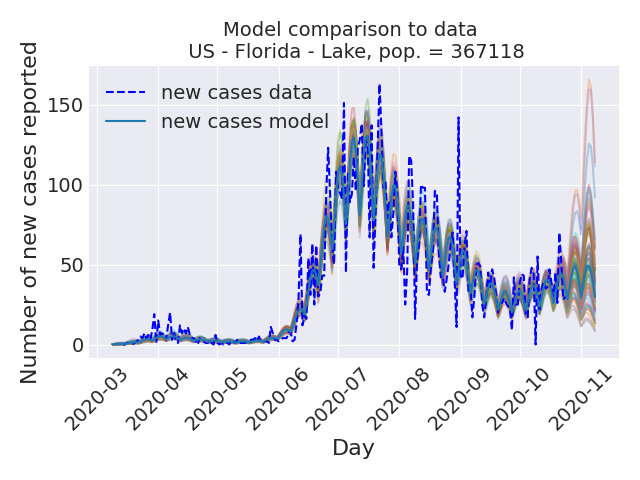 Model comparison to data
US - Florida - Lake, pop. = 367118
Number of new cases reported
150
100
50
0
new cases data
new cases model
2020-03
2020-04
2020-05
2020-06
2020-07
2020-08
2020-09
2020-10
2020-11
Day